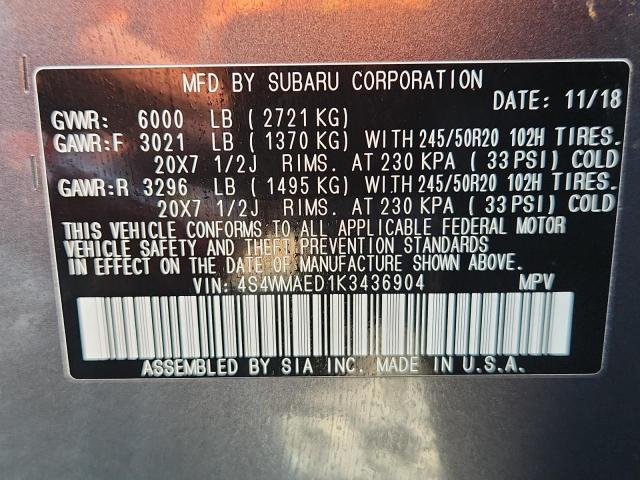 MFD BY SUBARU CORPORATION
DATE: 11/18
GVWR: 6000 LB ( 2721 KG)
GAWR:F 3021 LB ( 1370 KG) WITH 245/50R20 102H TIRES.
20X7 1/2J RIMS. AT 230 KPA ( 33 PSI) COLD
GAWR:R 3296 LB ( 1495 KG) WITH 245/50R20 102H TIRES.
20X7 1/2J RIMS. AT 230 KPA ( 33 PSI) COLD
THIS VEHICLE CONFORMS TO ALL APPLICABLE FEDERAL MOTOR
VEHICLE SAFETY AND THEFT PREVENTION STANDARDS
IN EFFECT ON THE DATE OF MANUFACTURE SHOWN ABOVE.
VIN: 4S4WMAED1K3436904 MPV
ASSEMBLED BY SIA INC. MADE IN U.S.A.